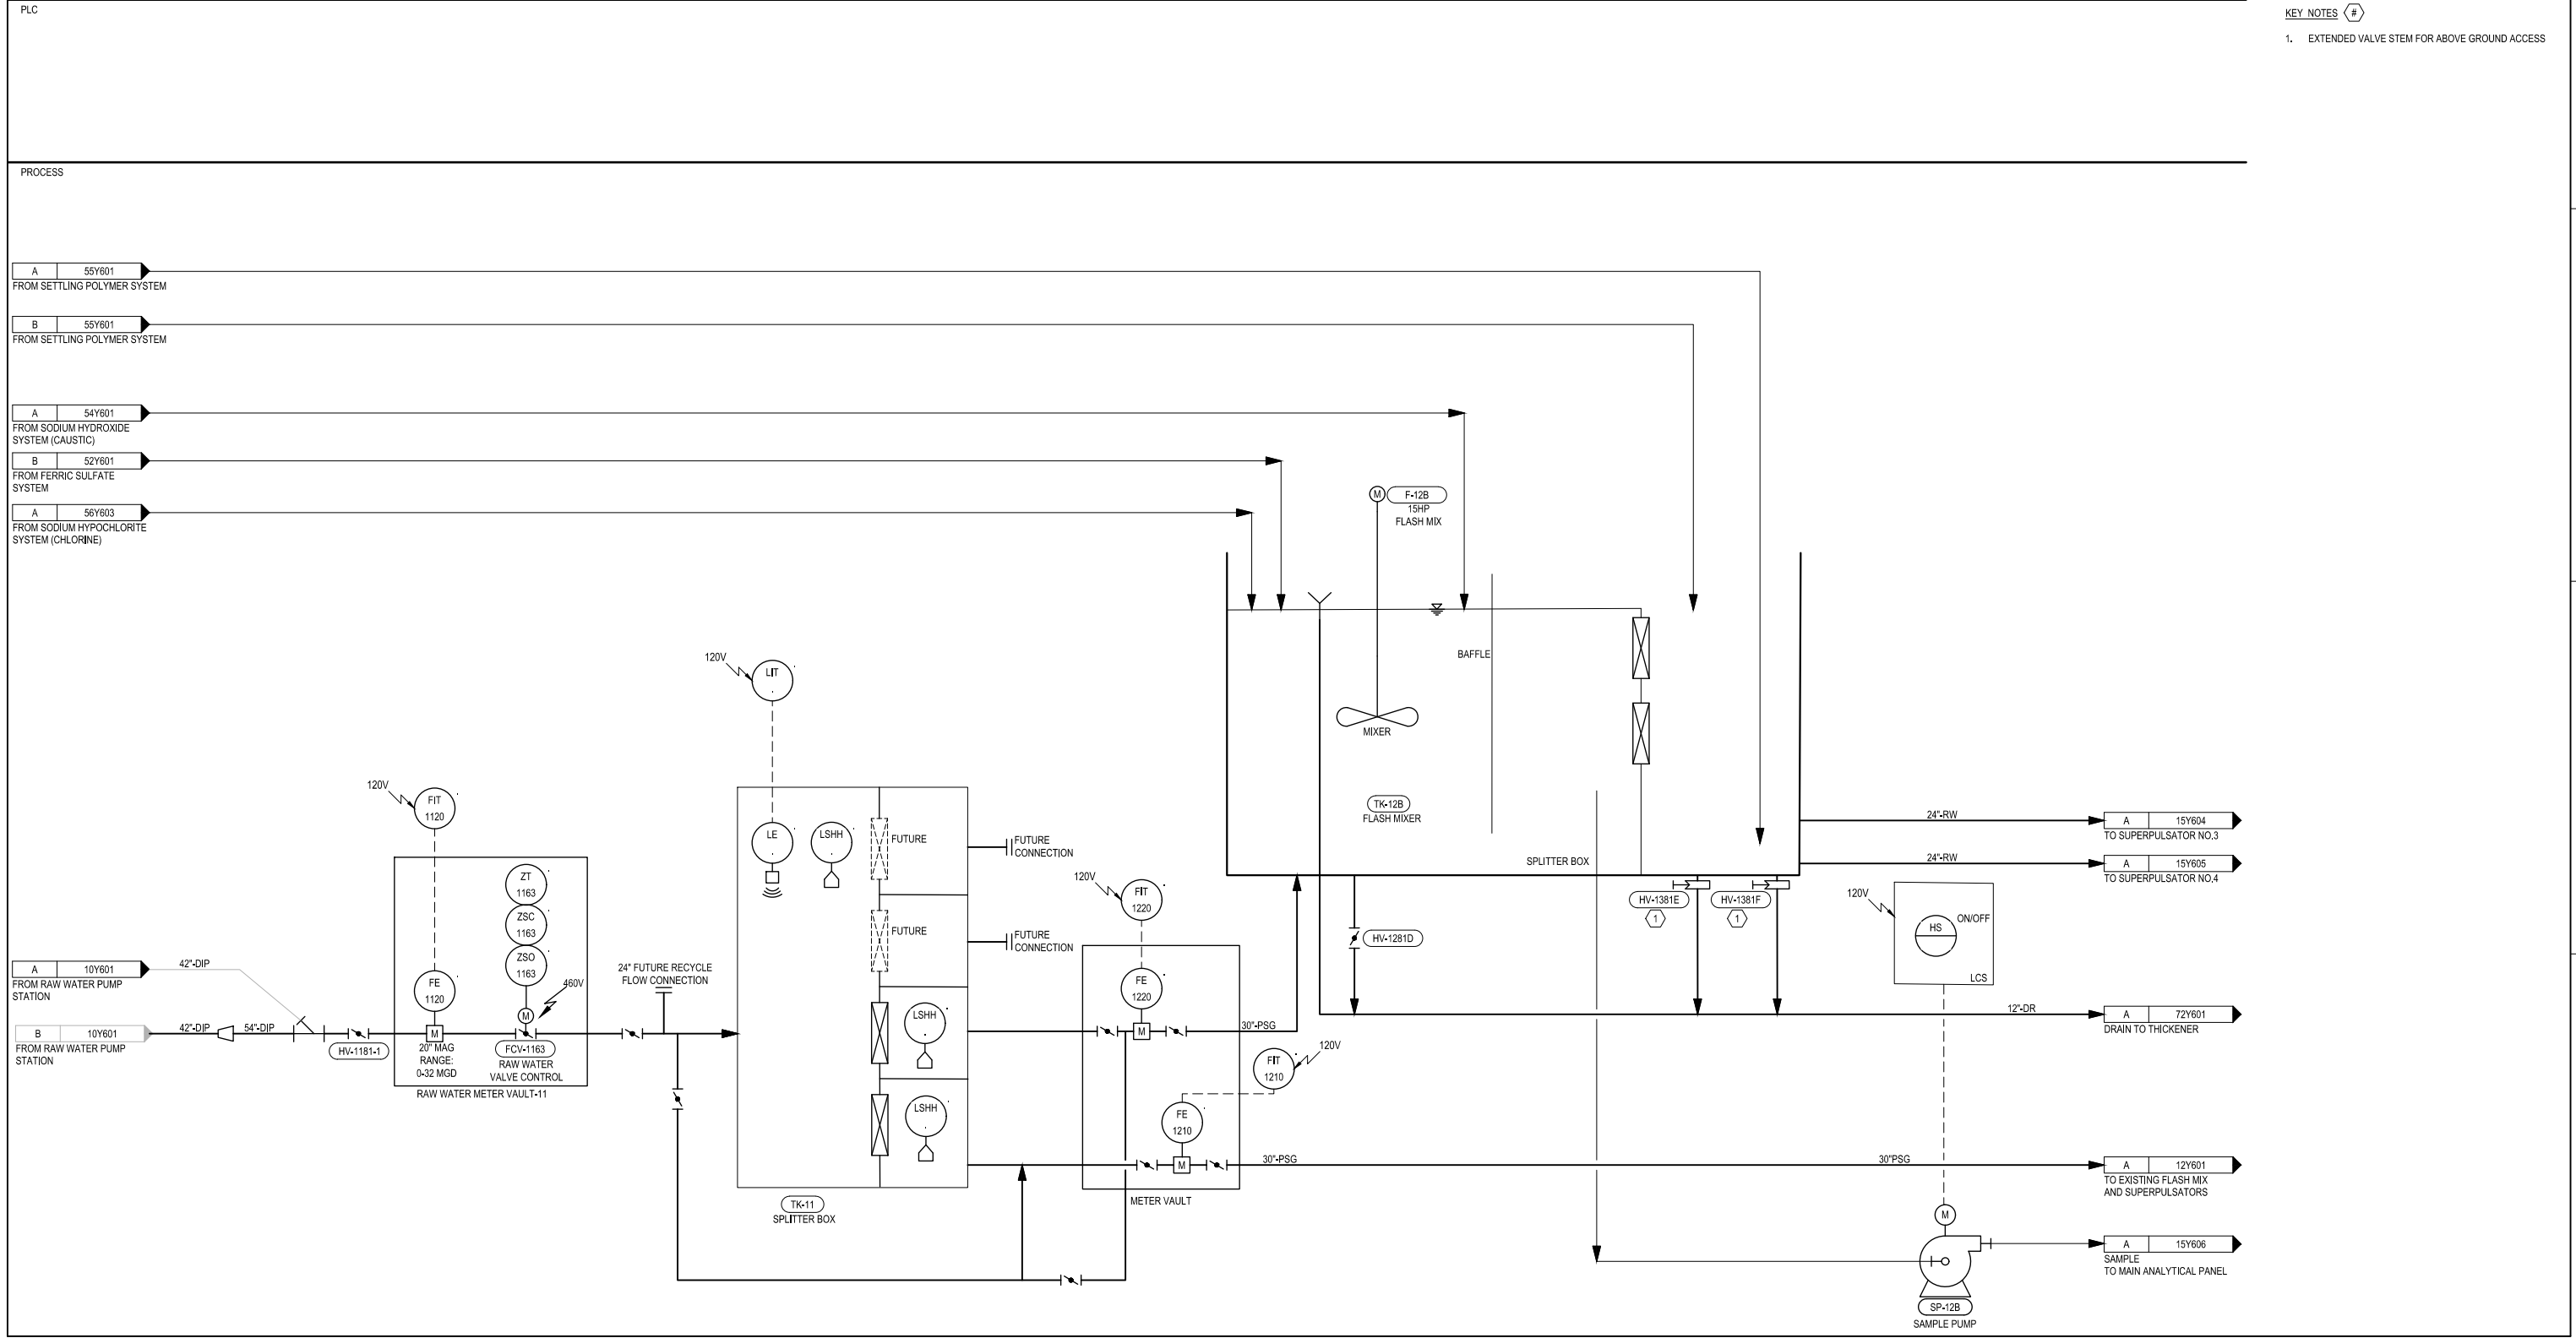 PLC
KEY NOTES #
1. EXTENDED VALVE STEM FOR ABOVE GROUND ACCESS
PROCESS
A 55Y601
FROM SETTLING POLYMER SYSTEM
B 55Y601
FROM SETTLING POLYMER SYSTEM
A 54Y601
FROM SODIUM HYDROXIDE
SYSTEM (CAUSTIC)
B 52Y601
FROM FERRIC SULFATE
SYSTEM
A 56Y603
FROM SODIUM HYPOCHLORITE
SYSTEM (CHLORINE)
M F-12B
15HP
FLASH MIX
BAFFLE
MIXER
TK-12B
FLASH MIXER
SPLITTER BOX
120V
LIT
LE
LSHH
FUTURE
FUTURE
CONNECTION
FUTURE
FUTURE
CONNECTION
LSHH
LSHH
TK-11
SPLITTER BOX
120V
FIT
1120
FE
1120
M
20" MAG
RANGE:
0-32 MGD
ZT
1163
ZSC
1163
ZSO
1163
460V
M
FCV-1163
RAW WATER
VALVE CONTROL
RAW WATER METER VAULT-11
A 10Y601
FROM RAW WATER PUMP
STATION
42"-DIP
B 10Y601
FROM RAW WATER PUMP
STATION
42"-DIP
54"-DIP
HV-1181-1
24" FUTURE RECYCLE
FLOW CONNECTION
120V
FIT
1220
FE
1220
M
30"-PSG
120V
FIT
1210
FE
1210
M
30"-PSG
METER VAULT
HV-1281D
HV-1381E
1
HV-1381F
1
24"-RW
A 15Y604
TO SUPERPULSATOR NO.3
24"-RW
A 15Y605
TO SUPERPULSATOR NO.4
120V
HS
ON/OFF
LCS
12"-DR
A 72Y601
DRAIN TO THICKENER
30"PSG
A 12Y601
TO EXISTING FLASH MIX
AND SUPERPULSATORS
M
A 15Y606
SAMPLE
TO MAIN ANALYTICAL PANEL
SP-12B
SAMPLE PUMP